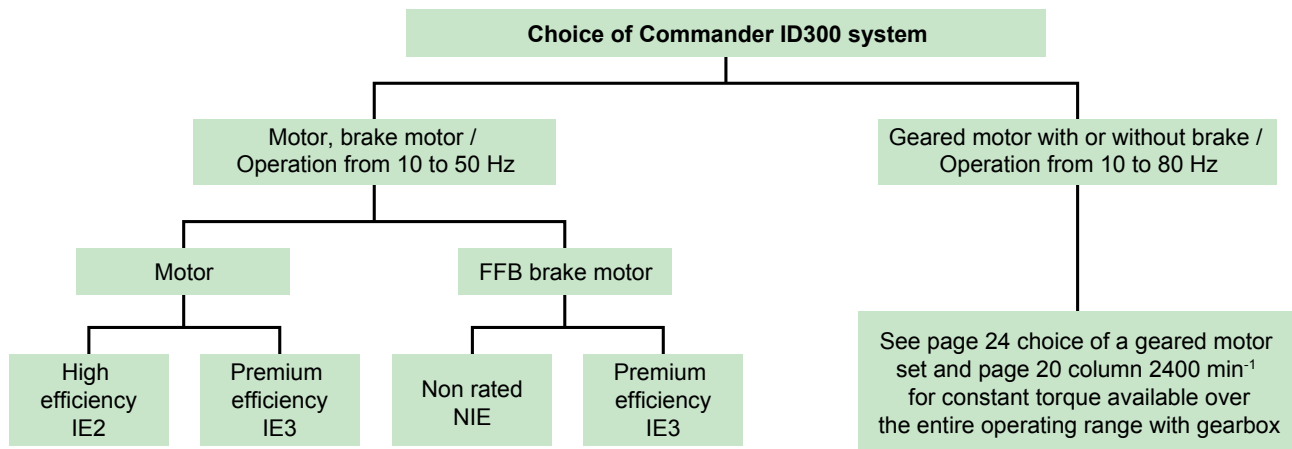 Choice of Commander ID300 system
Motor, brake motor /
Operation from 10 to 50 Hz
Geared motor with or without brake /
Operation from 10 to 80 Hz
Motor
FFB brake motor
High
efficiency
IE2
Premium
efficiency
IE3
Non rated
NIE
Premium
efficiency
IE3
See page 24 choice of a geared motor
set and page 20 column 2400 min⁻¹
for constant torque available over
the entire operating range with gearbox